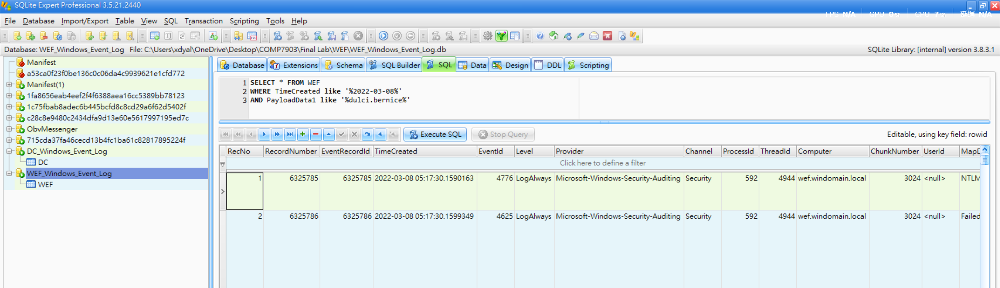 SQLite Expert Professional 3.5.21.2440
FPS N/A GPU 0 % CPU 7 % 延遲 N/A
File Database Import/Export Table View SQL Transaction Scripting Tools Help
Database: WEF_Windows_Event_Log File: C:\Users\xdyal\OneDrive\Desktop\COMP7903\Final Lab\WEF\WEF_Windows_Event_Log.db SQLite Library: [internal] version 3.8.3.1
Manifest
a53ca0f23f0be136c0c06da4c9939621e1cfd772
Manifest(1)
1fa8656eab4eef2f4f6388aea16cc5389bb78123
1c75fbab8adec6b445bcfd8c8cd29a6f62d5402f
c28c8e9480c2434dfa9d13e60e5617997195ed7c
ObvMessenger
715cda37fa46cecd13b4fc1ba61c82817895224f
DC_Windows_Event_Log
DC
WEF_Windows_Event_Log
WEF
Database Extensions Schema SQL Builder SQL Data Design DDL Scripting
1 SELECT * FROM WEF
2 WHERE TimeCreated like '%2022-03-08%'
3 AND PayloadData1 like '%dulci.bernice%'
Execute SQL Stop Query Editable, using key field: rowid
RecNo RecordNumber EventRecordId TimeCreated EventId Level Provider Channel ProcessId ThreadId Computer ChunkNumber UserId MapD
Click here to define a filter
1 6325785 6325785 2022-03-08 05:17:30.1590163 4776 LogAlways Microsoft-Windows-Security-Auditing Security 592 4944 wef.windomain.local 3024 <null> NTLM
2 6325786 6325786 2022-03-08 05:17:30.1599349 4625 LogAlways Microsoft-Windows-Security-Auditing Security 592 4944 wef.windomain.local 3024 <null> Failed